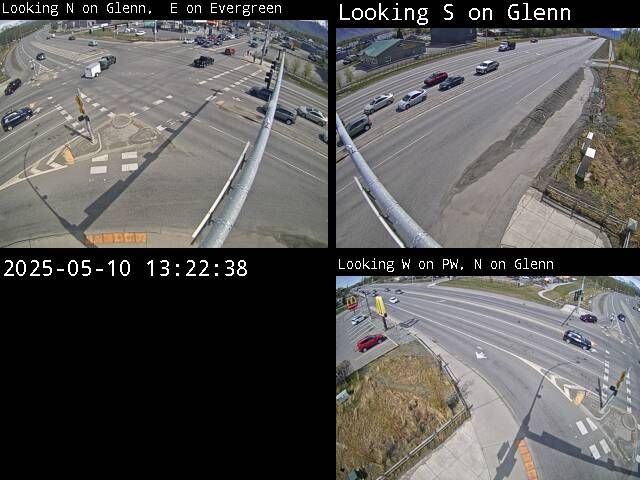 Looking N on Glenn,  E on Evergreen
Looking S on Glenn
2025-05-10 13:22:38
Looking W on PW, N on Glenn